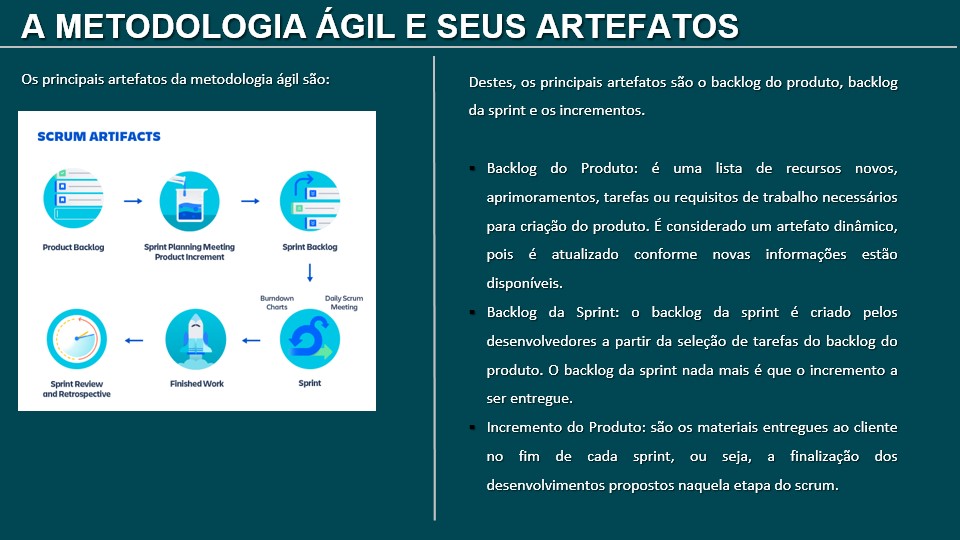 A METODOLOGIA ÁGIL E SEUS ARTEFATOS
Os principais artefatos da metodologia ágil são:
SCRUM ARTIFACTS
Product Backlog
Sprint Planning Meeting
Product Increment
Sprint Backlog
Burndown
Charts
Daily Scrum
Meeting
Sprint Review
and Retrospective
Finished Work
Sprint
Destes, os principais artefatos são o backlog do produto, backlog
da sprint e os incrementos.
▪ Backlog do Produto: é uma lista de recursos novos,
aprimoramentos, tarefas ou requisitos de trabalho necessários
para criação do produto. É considerado um artefato dinâmico,
pois é atualizado conforme novas informações estão
disponíveis.
▪ Backlog da Sprint: o backlog da sprint é criado pelos
desenvolvedores a partir da seleção de tarefas do backlog do
produto. O backlog da sprint nada mais é que o incremento a
ser entregue.
▪ Incremento do Produto: são os materiais entregues ao cliente
no fim de cada sprint, ou seja, a finalização dos
desenvolvimentos propostos naquela etapa do scrum.